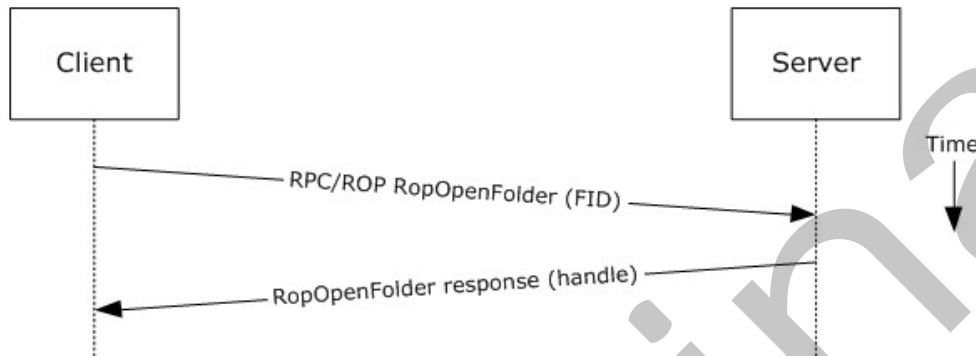 Client
Server
Time
RPC/ROP RopOpenFolder (FID)
RopOpenFolder response (handle)